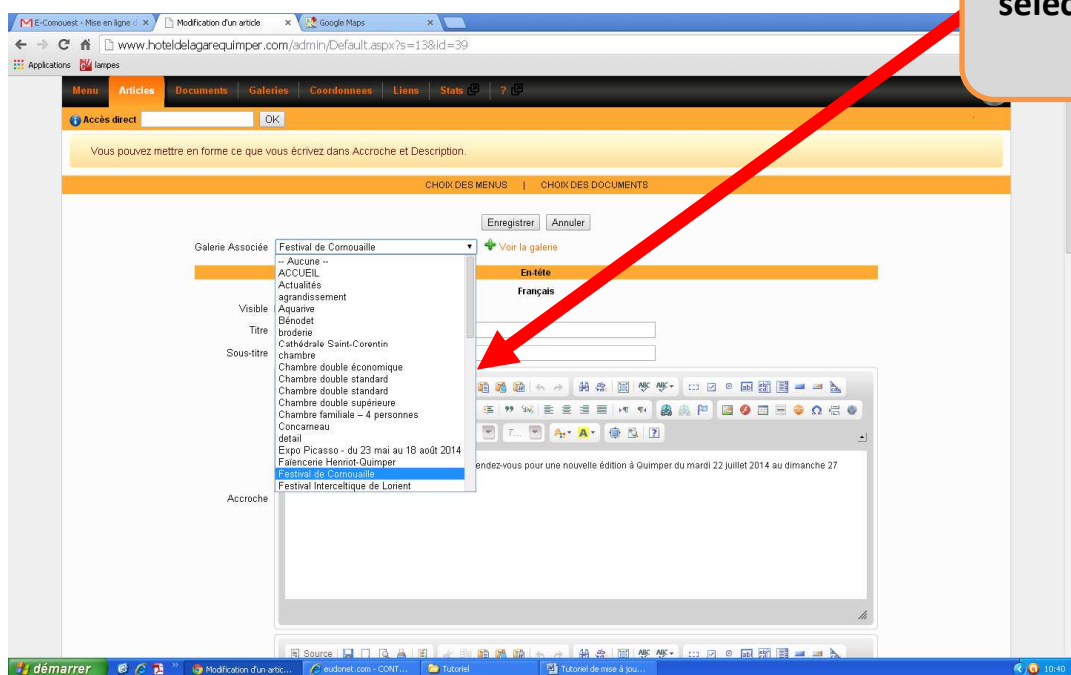 sélec
E-Comouest - Mise en ligne d
Modification d'un article
Google Maps
www.hoteldelagarequimper.com/admin/Default.aspx?s=13&id=39
Applications
lampes
Menu Articles Documents Galeries Coordonnees Liens Stats ?
Accès direct OK
Vous pouvez mettre en forme ce que vous écrivez dans Accroche et Description.
CHOIX DES MENUS | CHOIX DES DOCUMENTS
Enregistrer Annuler
Galerie Associée Festival de Cornouaille Voir la galerie
-- Aucune --
ACCUEIL
Actualités
agrandissement
Aquarive
Bénodet
broderie
Cathédrale Saint-Corentin
chambre
Chambre double économique
Chambre double standard
Chambre double standard
Chambre double supérieure
Chambre familiale – 4 personnes
Concarneau
detail
Expo Picasso - du 23 mai au 18 août 2014
Faïencerie Henriot-Quimper
Festival de Cornouaille
Festival Interceltique de Lorient
En-tête
Français
Visible
Titre
Sous-titre
endez-vous pour une nouvelle édition à Quimper du mardi 22 juillet 2014 au dimanche 27
Accroche
Source
démarrer
Modification d'un artic...
eudonet.com - CONT...
Tutoriel
Tutoriel de mise à jou...
10:40